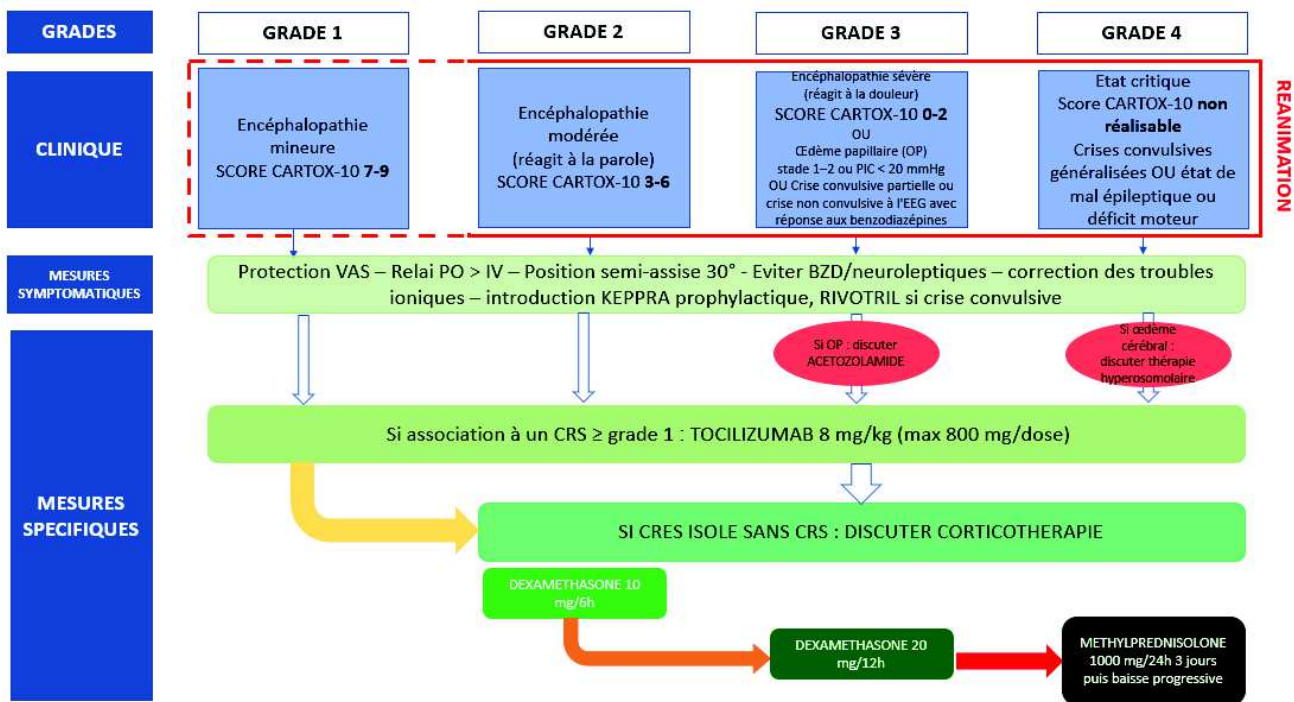 GRADES
GRADE 1
GRADE 2
GRADE 3
GRADE 4
CLINIQUE
Encéphalopathie
mineure
SCORE CARTOX-10 7-9
Encéphalopathie
modérée
(réagit à la parole)
SCORE CARTOX-10 3-6
Encéphalopathie sévère
(réagit à la douleur)
SCORE CARTOX-10 0-2
OU
Œdème papillaire (OP)
stade 1–2 ou PIC < 20 mmHg
OU Crise convulsive partielle ou
crise non convulsive à l'EEG avec
réponse aux benzodiazépines
Etat critique
Score CARTOX-10 non
réalisable
Crises convulsives
généralisées OU état de
mal épileptique ou
déficit moteur
REANIMATION
MESURES
SYMPTOMATIQUES
Protection VAS – Relai PO > IV – Position semi-assise 30° - Eviter BZD/neuroleptiques – correction des troubles
ioniques – introduction KEPPRA prophylactique, RIVOTRIL si crise convulsive
MESURES
SPECIFIQUES
Si OP : discuter
ACETOZOLAMIDE
Si œdème
cérébral :
discuter thérapie
hyperosomolaire
Si association à un CRS ≥ grade 1 : TOCILIZUMAB 8 mg/kg (max 800 mg/dose)
SI CRES ISOLE SANS CRS : DISCUTER CORTICOTHERAPIE
DEXAMETHASONE 10
mg/6h
DEXAMETHASONE 20
mg/12h
METHYLPREDNISOLONE
1000 mg/24h 3 jours
puis baisse progressive